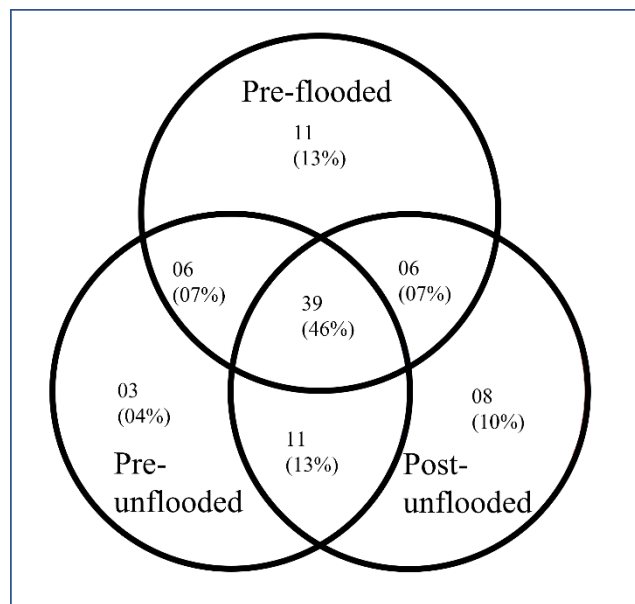 Pre-flooded
11
(13%)
06
(07%)
39
(46%)
06
(07%)
03
(04%)
11
(13%)
08
(10%)
Pre-
unflooded
Post-
unflooded